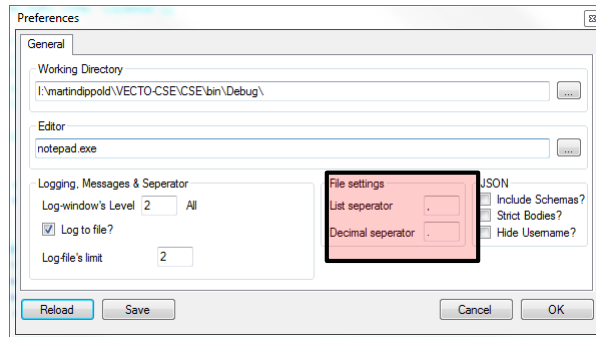 Preferences
General
Working Directory
I:\martindippold\VECTO-CSE\CSE\bin\Debug\
...
Editor
notepad.exe
...
Logging, Messages & Seperator
Log-window's Level 2 All
Log to file?
Log-file's limit 2
File settings
List seperator ,
Decimal seperator .
JSON
Include Schemas?
Strict Bodies?
Hide Username?
Reload Save Cancel OK